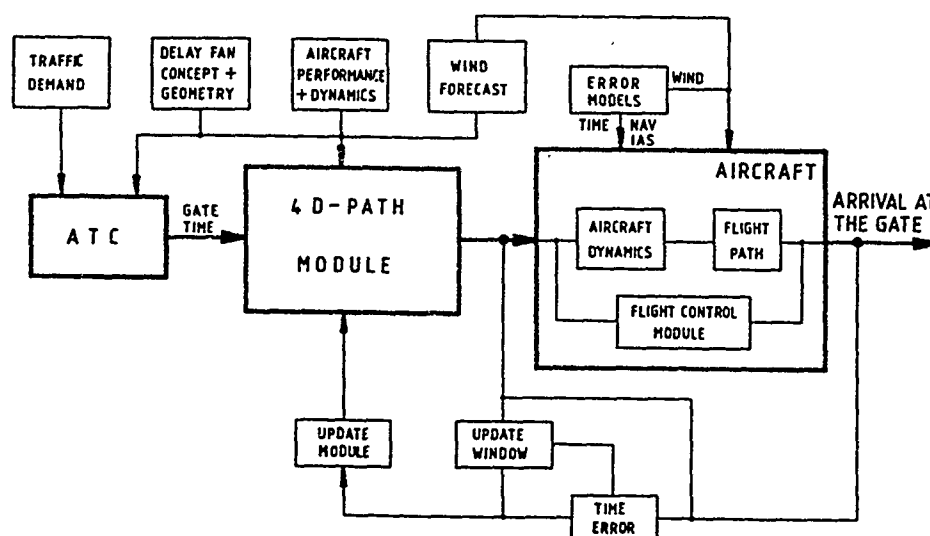 TRAFFIC
DEMAND
DELAY FAN
CONCEPT +
GEOMETRY
AIRCRAFT
PERFORMANCE
+ DYNAMICS
WIND
FORECAST
ERROR
MODELS
WIND
TIME NAV
IAS
AIRCRAFT
ATC
GATE
TIME
4 D-PATH
MODULE
AIRCRAFT
DYNAMICS
FLIGHT
PATH
FLIGHT CONTROL
MODULE
ARRIVAL AT
THE GATE
UPDATE
MODULE
UPDATE
WINDOW
TIME
ERROR